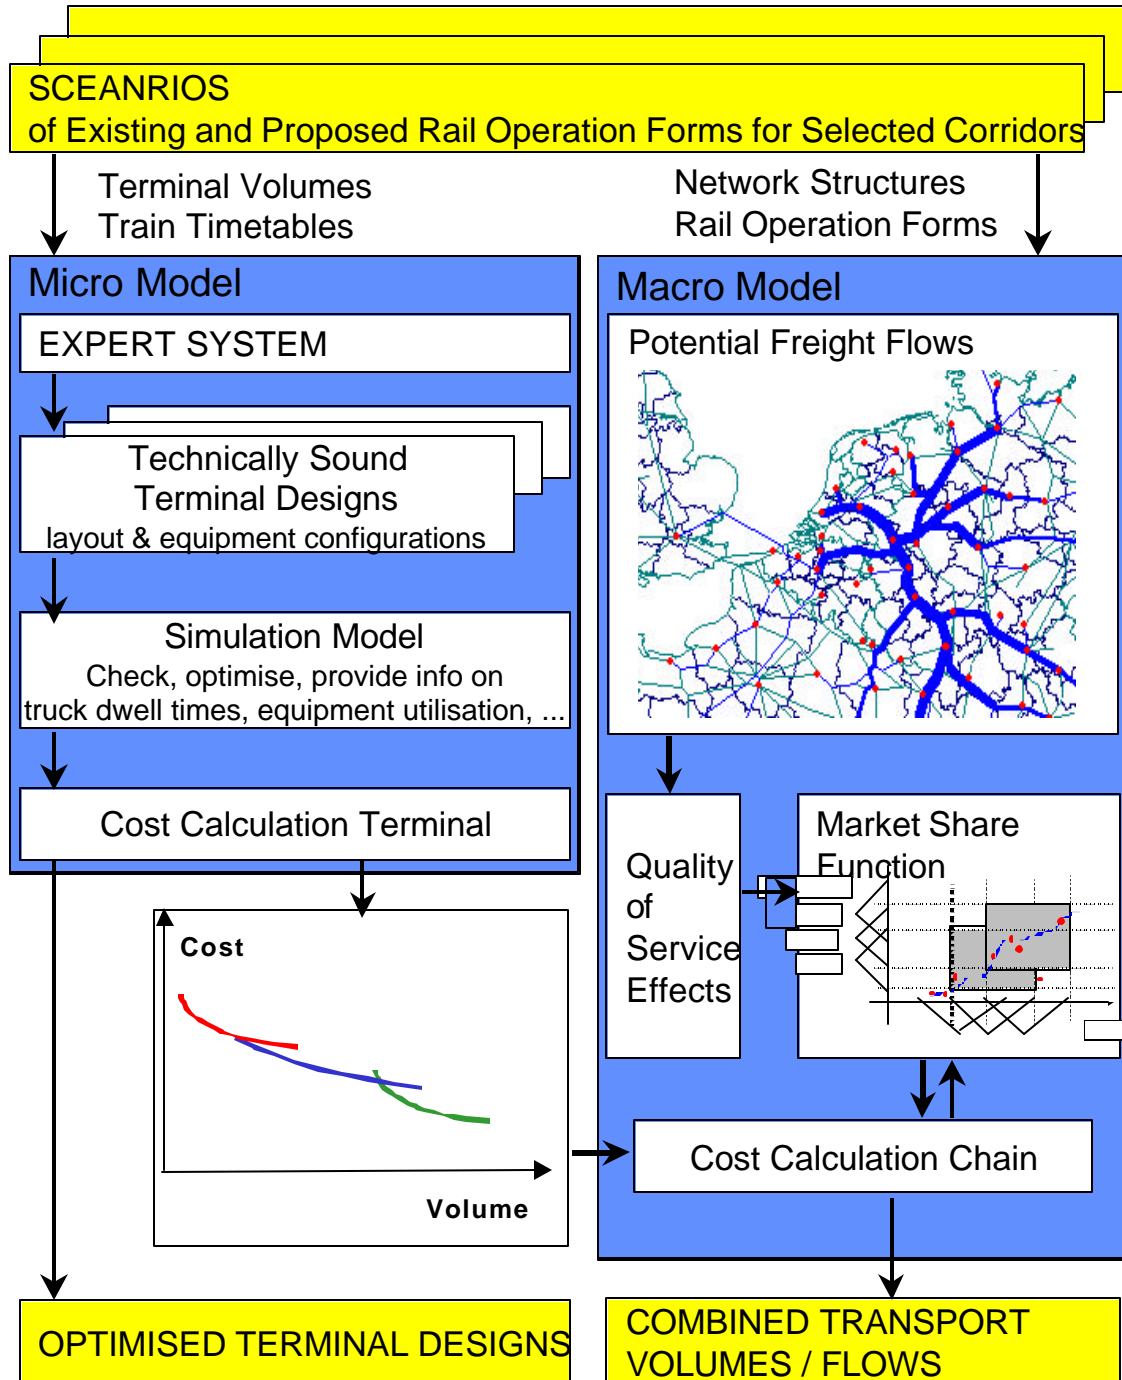 SCEANRIOS
of Existing and Proposed Rail Operation Forms for Selected Corridors
Terminal Volumes
Train Timetables
Network Structures
Rail Operation Forms
Micro Model
EXPERT SYSTEM
Technically Sound
Terminal Designs
layout & equipment configurations
Simulation Model
Check, optimise, provide info on
truck dwell times, equipment utilisation, ...
Cost Calculation Terminal
Cost
Volume
Macro Model
Potential Freight Flows
Quality
of
Service
Effects
Market Share
Function
Cost Calculation Chain
OPTIMISED TERMINAL DESIGNS
COMBINED TRANSPORT
VOLUMES / FLOWS